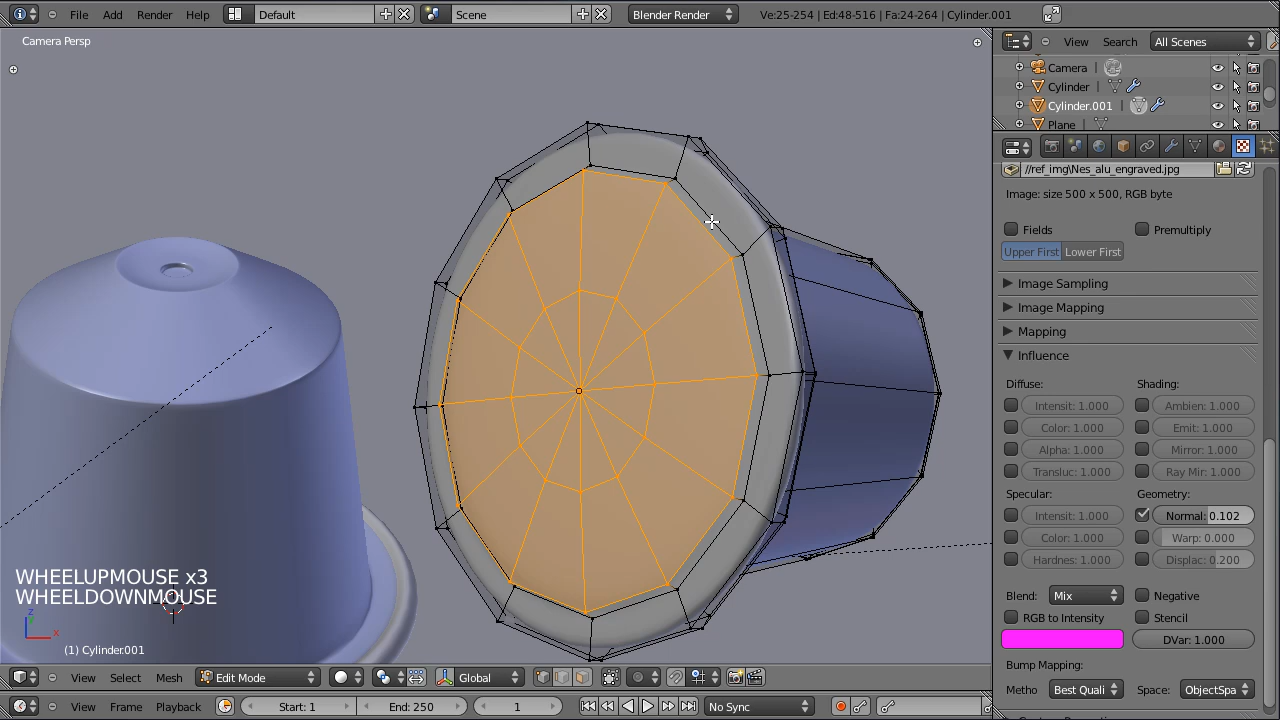 File Add Render Help Default Scene Blender Render Ve:25-254 | Ed:48-516 | Fa:24-264 | Cylinder.001
Camera Persp
View Search All Scenes
Camera
Cylinder
Cylinder.001
Plane
//ref_img\Nes_alu_engraved.jpg
Image: size 500 x 500, RGB byte
Fields Premultiply
Upper First Lower First
Image Sampling
Image Mapping
Mapping
Influence
Diffuse: Shading:
Intensit: 1.000 Ambien: 1.000
Color: 1.000 Emit: 1.000
Alpha: 1.000 Mirror: 1.000
Transluc: 1.000 Ray Mir: 1.000
Specular: Geometry:
Intensit: 1.000 Normal: 0.102
Color: 1.000 Warp: 0.000
Hardnes: 1.000 Displac: 0.200
Blend: Mix Negative
RGB to Intensity Stencil
DVar: 1.000
Bump Mapping:
Metho Best Quali Space: ObjectSpa
WHEELUPMOUSE x3
WHEELDOWNMOUSE
z
x
(1) Cylinder.001
View Select Mesh Edit Mode Global
View Frame Playback Start: 1 End: 250 1 No Sync